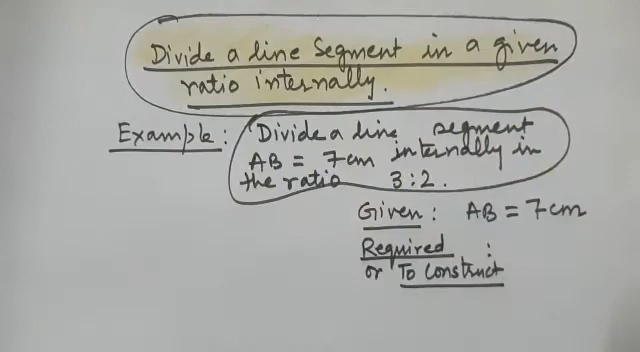 Divide a line segment in a given
ratio internally.
Example: Divide a line segment
AB = 7cm internally in
the ratio 3:2.
Given: AB = 7cm
Required :
or To Construct